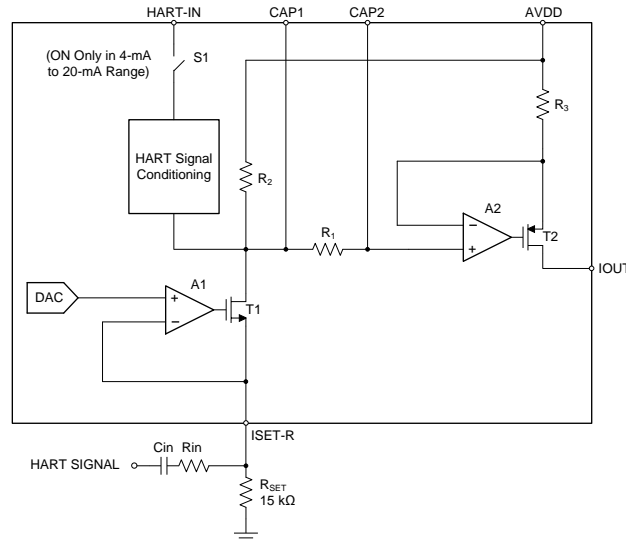 HART-IN
CAP1
CAP2
AVDD
(ON Only in 4-mA
to 20-mA Range)
S1
HART Signal
Conditioning
R2
R3
R1
A2
T2
IOUT
DAC
A1
T1
+
−
−
+
ISET-R
HART SIGNAL
Cin
Rin
RSET
15 kΩ